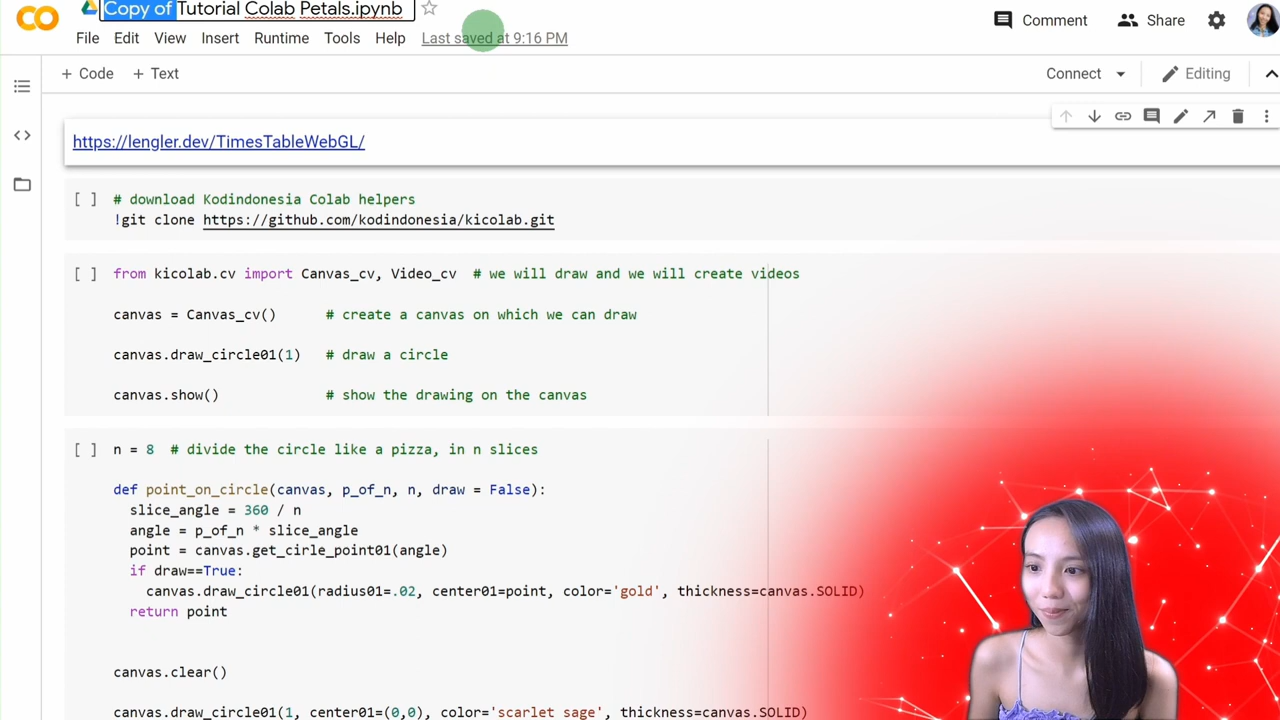 Copy of Tutorial Colab Petals.ipynb
File Edit View Insert Runtime Tools Help Last saved at 9:16 PM
Comment Share
+ Code + Text
Connect Editing
https://lengler.dev/TimesTableWebGL/
[ ] # download Kodindonesia Colab helpers
!git clone https://github.com/kodindonesia/kicolab.git
[ ] from kicolab.cv import Canvas_cv, Video_cv # we will draw and we will create videos
canvas = Canvas_cv() # create a canvas on which we can draw
canvas.draw_circle01(1) # draw a circle
canvas.show() # show the drawing on the canvas
[ ] n = 8 # divide the circle like a pizza, in n slices
def point_on_circle(canvas, p_of_n, n, draw = False):
slice_angle = 360 / n
angle = p_of_n * slice_angle
point = canvas.get_cirle_point01(angle)
if draw==True:
canvas.draw_circle01(radius01=.02, center01=point, color='gold', thickness=canvas.SOLID)
return point
canvas.clear()
canvas.draw_circle01(1, center01=(0,0), color='scarlet sage', thickness=canvas.SOLID)